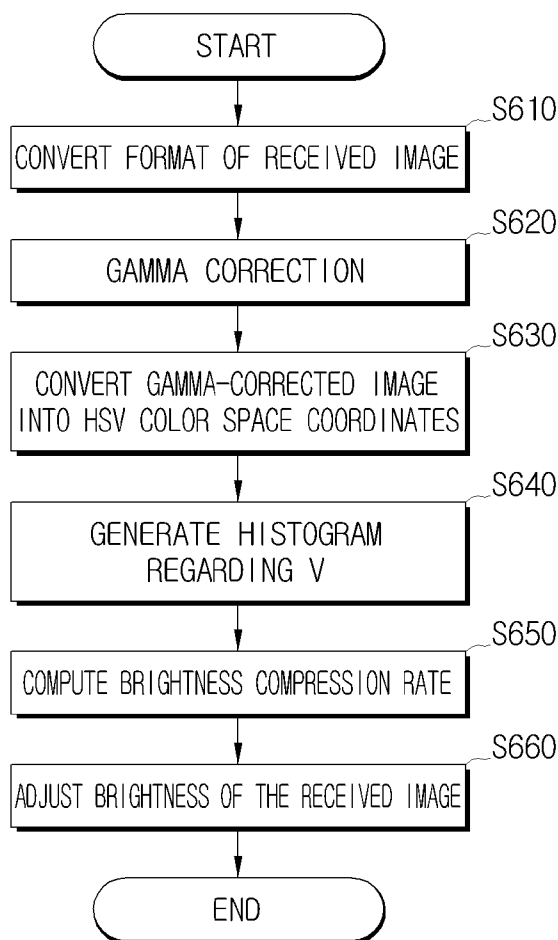 START
S610
CONVERT FORMAT OF RECEIVED IMAGE
S620
GAMMA CORRECTION
S630
CONVERT GAMMA-CORRECTED IMAGE
INTO HSV COLOR SPACE COORDINATES
S640
GENERATE HISTOGRAM
REGARDING V
S650
COMPUTE BRIGHTNESS COMPRESSION RATE
S660
ADJUST BRIGHTNESS OF THE RECEIVED IMAGE
END